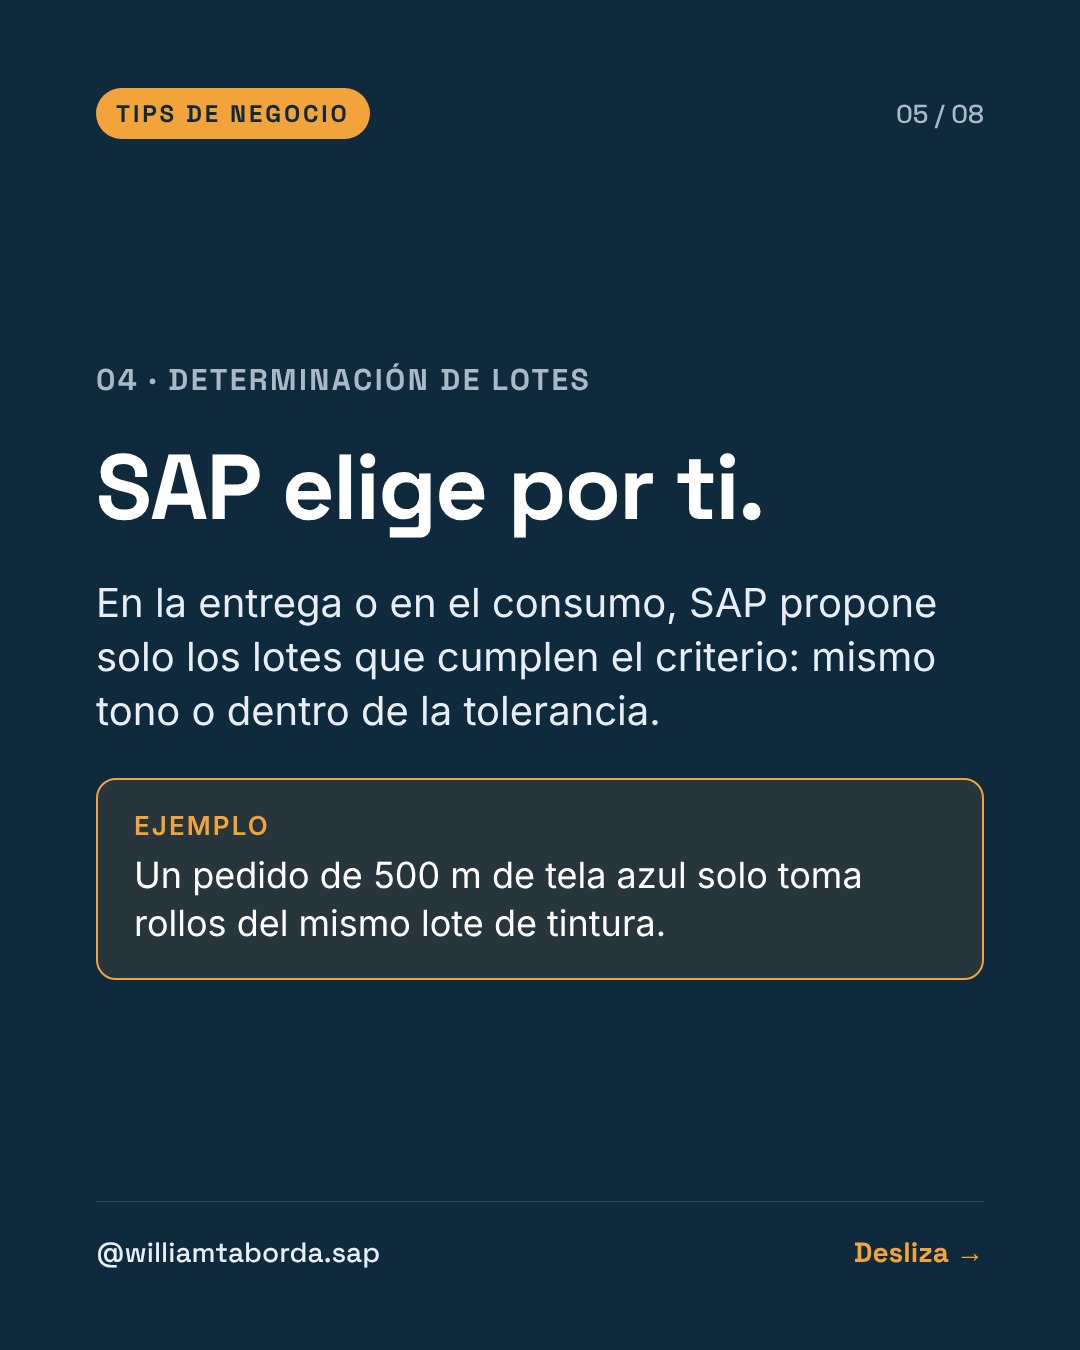 TIPS DE NEGOCIO
05 / 08
04 · DETERMINACIÓN DE LOTES
SAP elige por ti.
En la entrega o en el consumo, SAP propone
solo los lotes que cumplen el criterio: mismo
tono o dentro de la tolerancia.
EJEMPLO
Un pedido de 500 m de tela azul solo toma
rollos del mismo lote de tintura.
@williamtaborda.sap
Desliza →